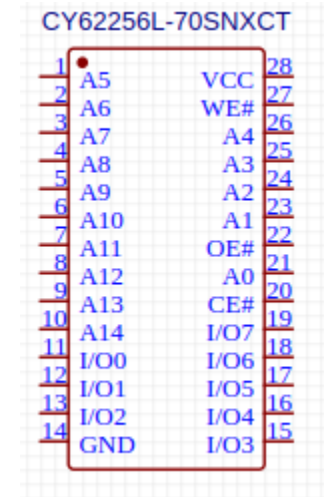 CY62256L-70SNXCT
1 A5 VCC 28
2 A6 WE# 27
3 A7 A4 26
4 A8 A3 25
5 A9 A2 24
6 A10 A1 23
7 A11 OE# 22
8 A12 A0 21
9 A13 CE# 20
10 A14 I/O7 19
11 I/O0 I/O6 18
12 I/O1 I/O5 17
13 I/O2 I/O4 16
14 GND I/O3 15